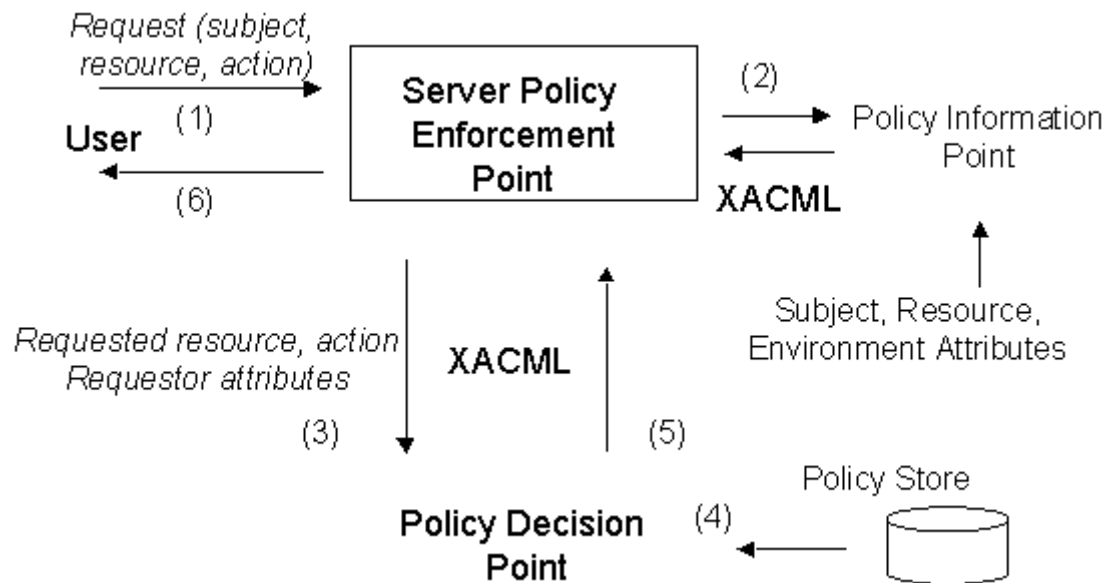 Request (subject,
resource, action)
(1)
User
(6)
Server Policy
Enforcement
Point
(2)
Policy Information
Point
XACML
Subject, Resource,
Environment Attributes
Requested resource, action
Requestor attributes
XACML
(3)
(5)
Policy Store
(4)
Policy Decision
Point